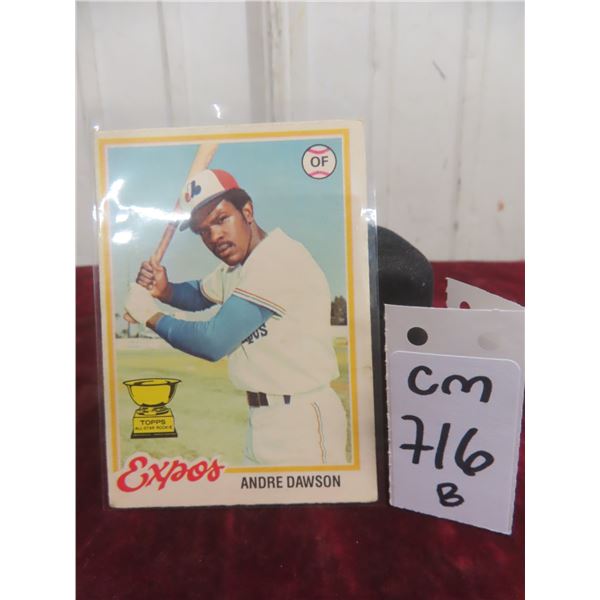 OF
TOPPS
ALL-STAR ROOKIE
Expos
ANDRE DAWSON
CM
716
B